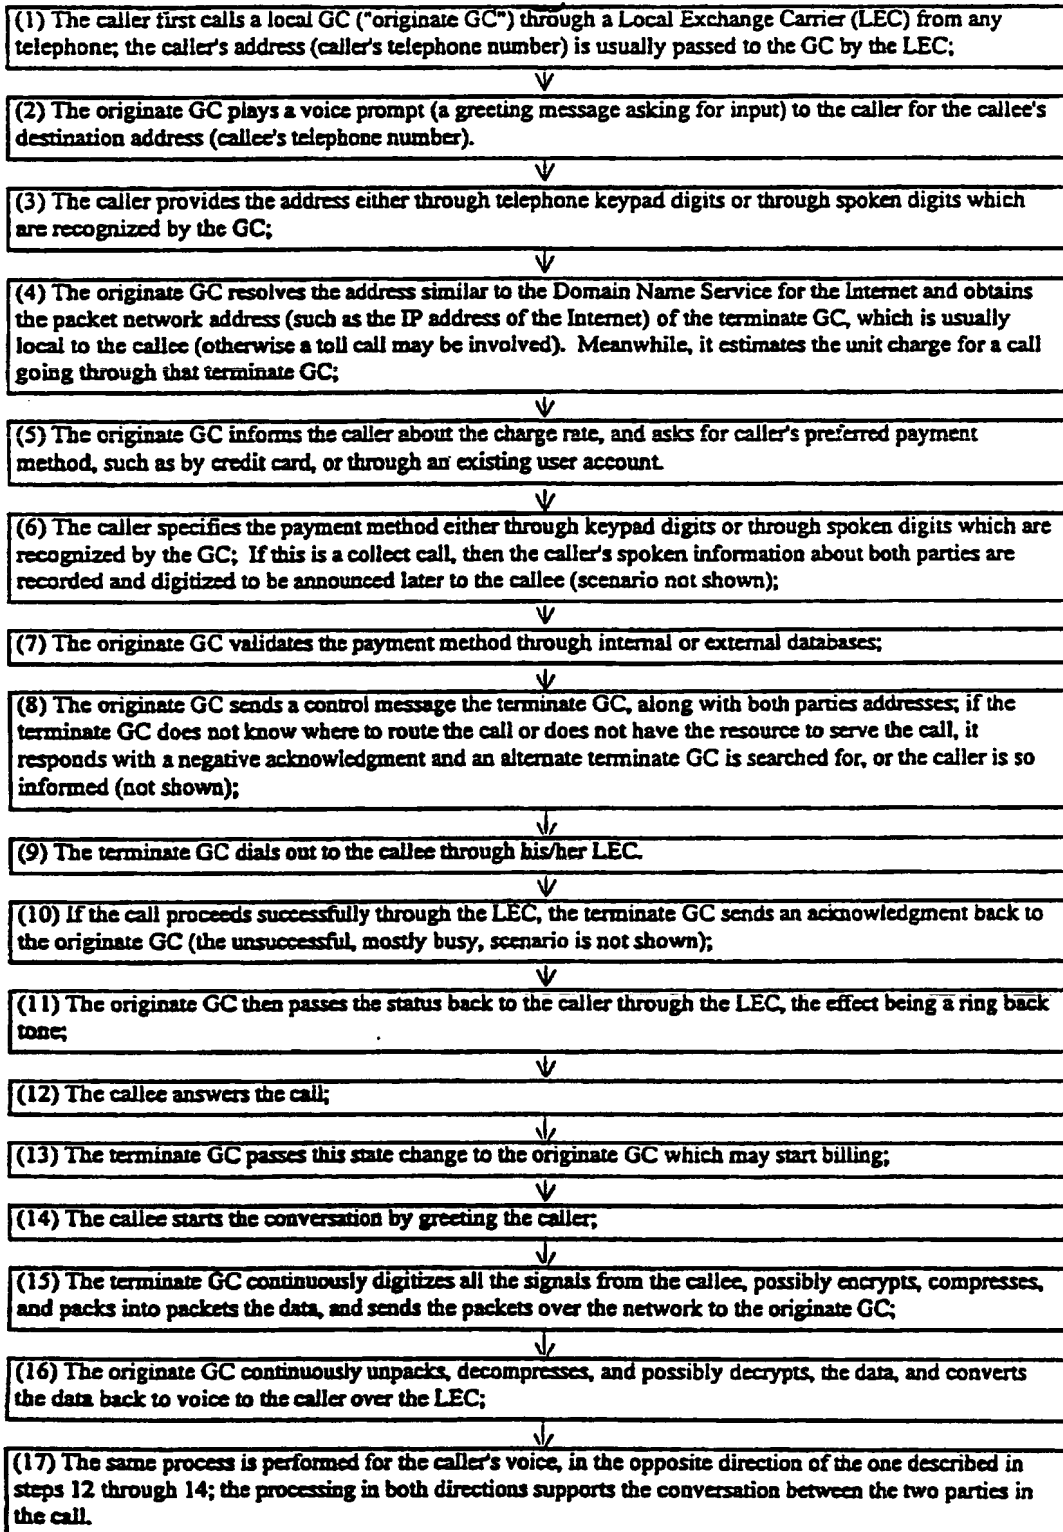 (1) The caller first calls a local GC ("originate GC") through a Local Exchange Carrier (LEC) from any
telephone; the caller's address (caller's telephone number) is usually passed to the GC by the LEC;
(2) The originate GC plays a voice prompt (a greeting message asking for input) to the caller for the callee's
destination address (callee's telephone number).
(3) The caller provides the address either through telephone keypad digits or through spoken digits which
are recognized by the GC;
(4) The originate GC resolves the address similar to the Domain Name Service for the Internet and obtains
the packet network address (such as the IP address of the Internet) of the terminate GC, which is usually
local to the callee (otherwise a toll call may be involved). Meanwhile, it estimates the unit charge for a call
going through that terminate GC;
(5) The originate GC informs the caller about the charge rate, and asks for caller's preferred payment
method, such as by credit card, or through an existing user account.
(6) The caller specifies the payment method either through keypad digits or through spoken digits which are
recognized by the GC; If this is a collect call, then the caller's spoken information about both parties are
recorded and digitized to be announced later to the callee (scenario not shown);
(7) The originate GC validates the payment method through internal or external databases;
(8) The originate GC sends a control message the terminate GC, along with both parties addresses; if the
terminate GC does not know where to route the call or does not have the resource to serve the call, it
responds with a negative acknowledgment and an alternate terminate GC is searched for, or the caller is so
informed (not shown);
(9) The terminate GC dials out to the callee through his/her LEC.
(10) If the call proceeds successfully through the LEC, the terminate GC sends an acknowledgment back to
the originate GC (the unsuccessful, mostly busy, scenario is not shown);
(11) The originate GC then passes the status back to the caller through the LEC, the effect being a ring back
tone;
(12) The callee answers the call;
(13) The terminate GC passes this state change to the originate GC which may start billing;
(14) The callee starts the conversation by greeting the caller;
(15) The terminate GC continuously digitizes all the signals from the callee, possibly encrypts, compresses,
and packs into packets the data, and sends the packets over the network to the originate GC;
(16) The originate GC continuously unpacks, decompresses, and possibly decrypts, the data, and converts
the data back to voice to the caller over the LEC;
(17) The same process is performed for the caller's voice, in the opposite direction of the one described in
steps 12 through 14; the processing in both directions supports the conversation between the two parties in
the call.